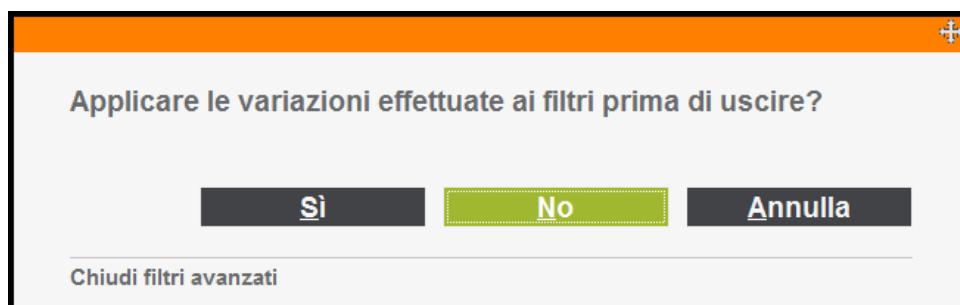 Applicare le variazioni effettuate ai filtri prima di uscire?
Sì No Annulla
Chiudi filtri avanzati